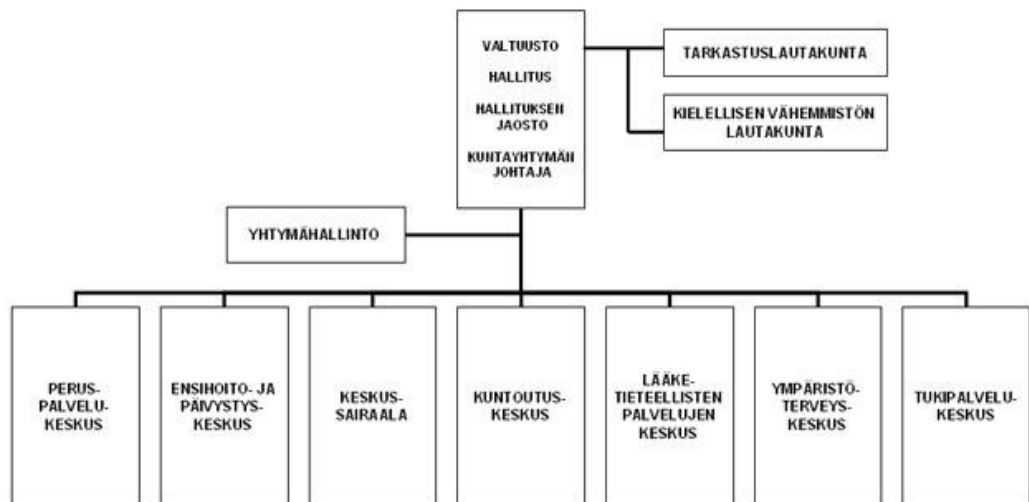 VALTUUSTO
HALLITUS
HALLITUKSEN
JAOSTO
KUNTAYHTYMÄN
JOHTAJA
TARKASTUSLAUTAKUNTA
KIELELLISEN VÄHEMMISTÖN
LAUTAKUNTA
YHTYMÄHALLINTO
PERUS-
PALVELU-
KESKUS
ENSIHOITO- JA
PÄIVYSTYS-
KESKUS
KESKUS-
SAIRAALA
KUNTOUTUS-
KESKUS
LÄÄKE-
TIETEELLISTEN
PALVELUJEN
KESKUS
YMPÄRISTÖ-
TERVEYS-
KESKUS
TUKIPALVELU-
KESKUS